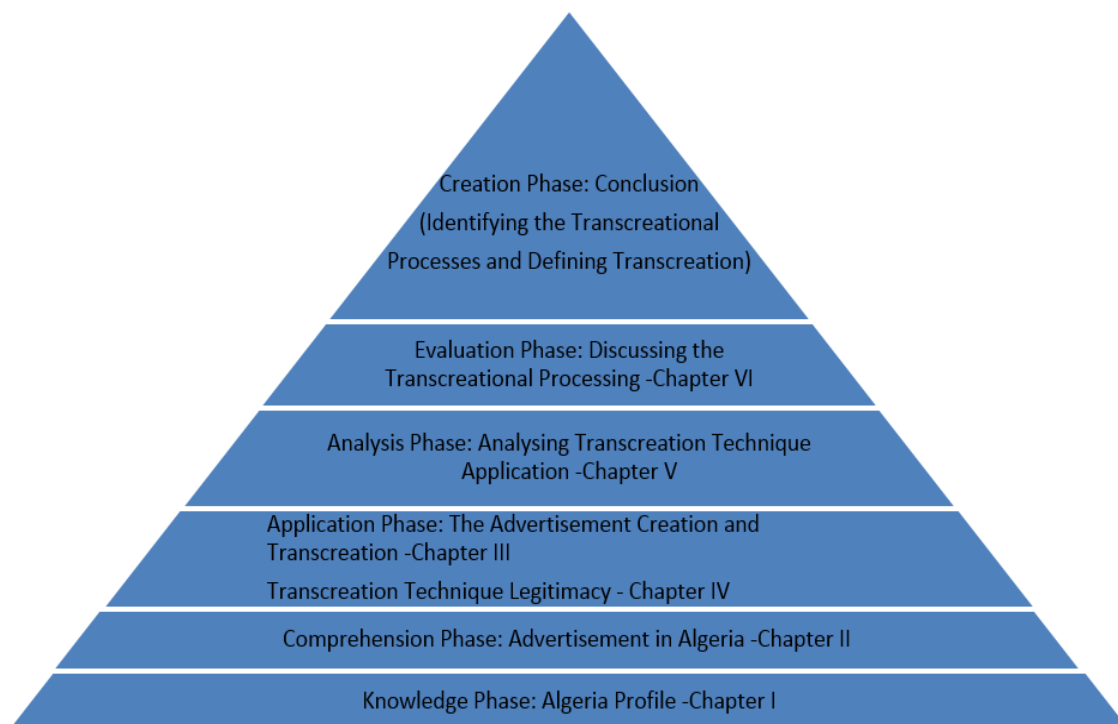 Creation Phase: Conclusion
(Identifying the Transcreational
Processes and Defining Transcreation)
Evaluation Phase: Discussing the
Transcreational Processing -Chapter VI
Analysis Phase: Analysing Transcreation Technique
Application -Chapter V
Application Phase: The Advertisement Creation and
Transcreation -Chapter III
Transcreation Technique Legitimacy - Chapter IV
Comprehension Phase: Advertisement in Algeria -Chapter II
Knowledge Phase: Algeria Profile -Chapter I